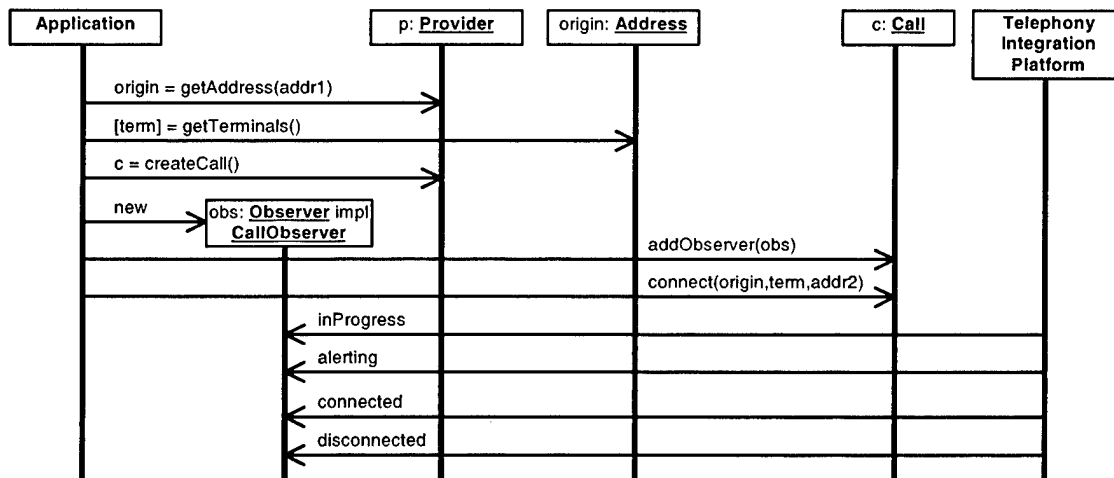 Application
p: Provider
origin: Address
c: Call
Telephony
Integration
Platform
origin = getAddress(addr1)
[term] = getTerminals()
c = createCall()
new
obs: Observer impl
CallObserver
addObserver(obs)
connect(origin,term,addr2)
inProgress
alerting
connected
disconnected